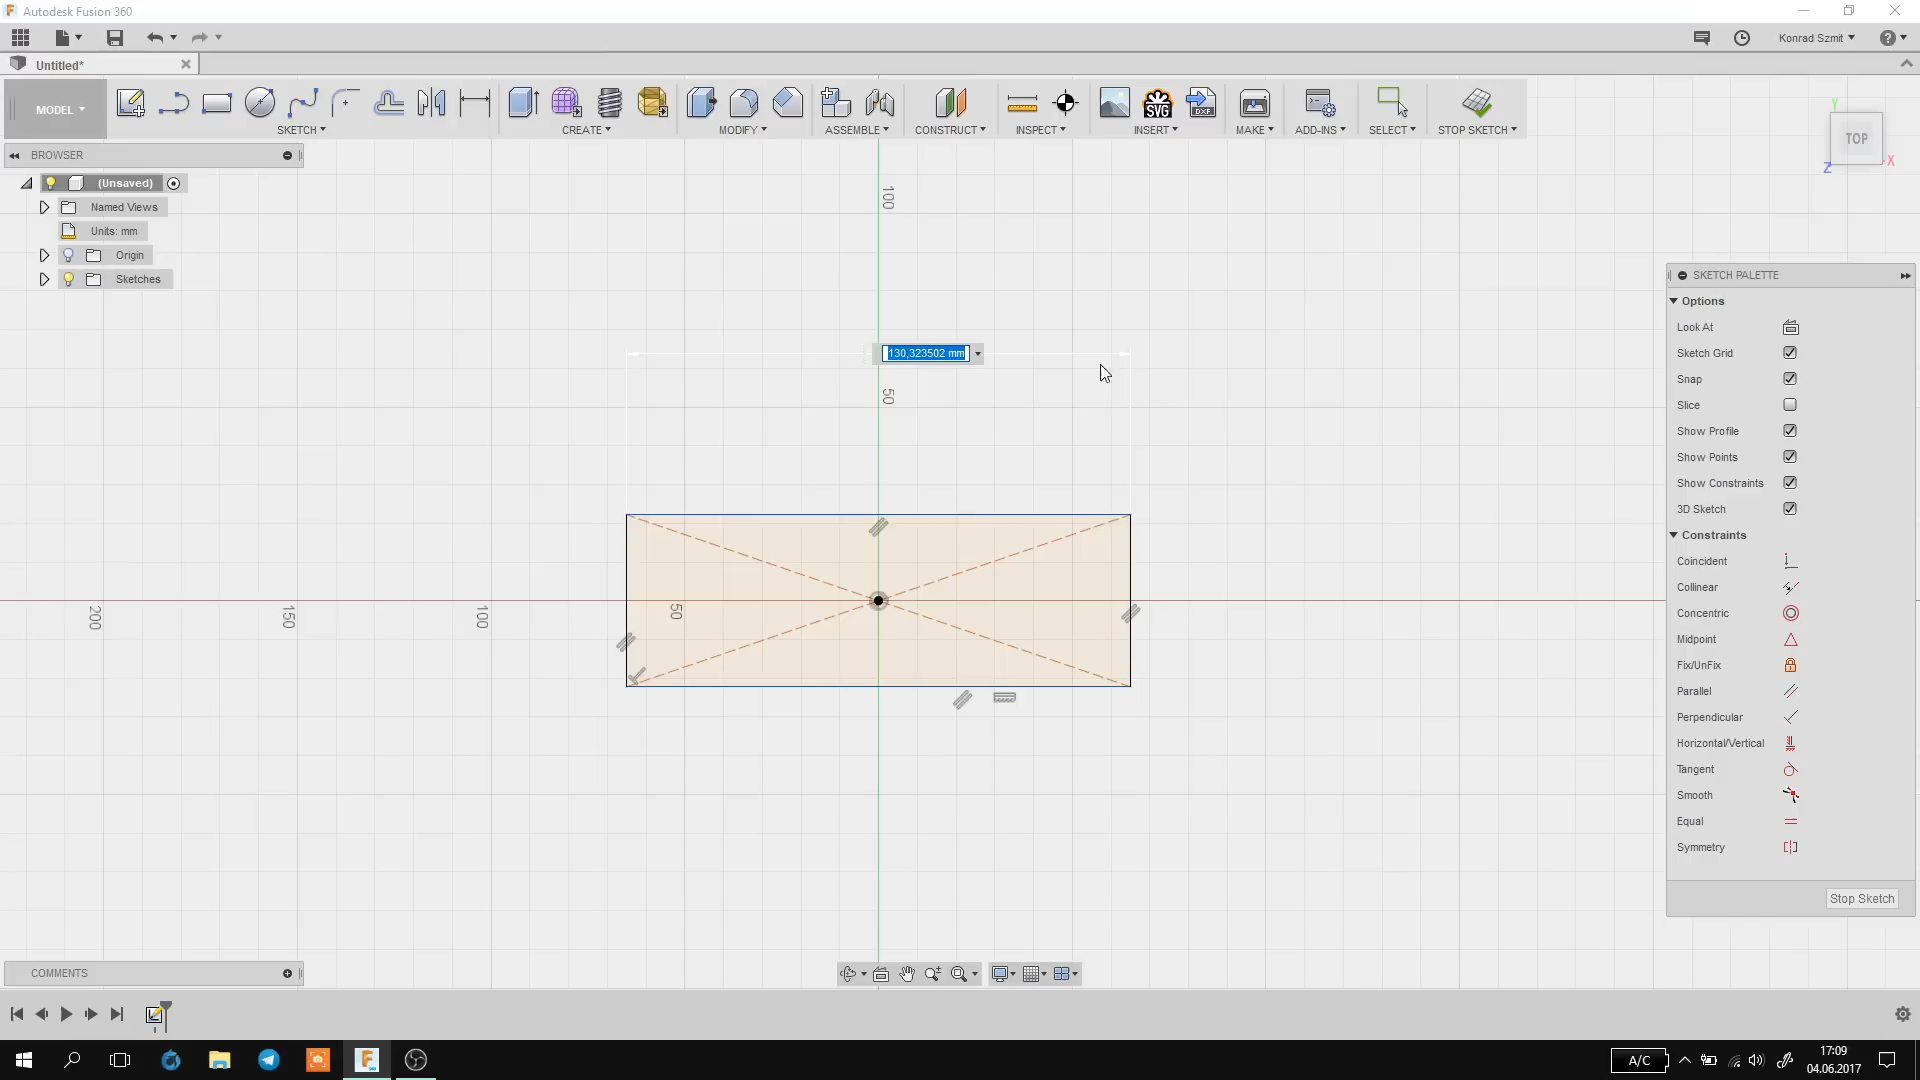 Autodesk Fusion 360
Konrad Szmit
Untitled*
MODEL
SKETCH
CREATE
MODIFY
ASSEMBLE
CONSTRUCT
INSPECT
SVG
DXF
INSERT
MAKE
ADD-INS
SELECT
STOP SKETCH
BROWSER
(Unsaved)
Named Views
Units: mm
Origin
Sketches
Y
TOP
X
Z
100
130,323502 mm
50
200
150
100
50
SKETCH PALETTE
Options
Look At
Sketch Grid
Snap
Slice
Show Profile
Show Points
Show Constraints
3D Sketch
Constraints
Coincident
Collinear
Concentric
Midpoint
Fix/UnFix
Parallel
Perpendicular
Horizontal/Vertical
Tangent
Smooth
Equal
Symmetry
Stop Sketch
COMMENTS
A/C
17:09
04.06.2017